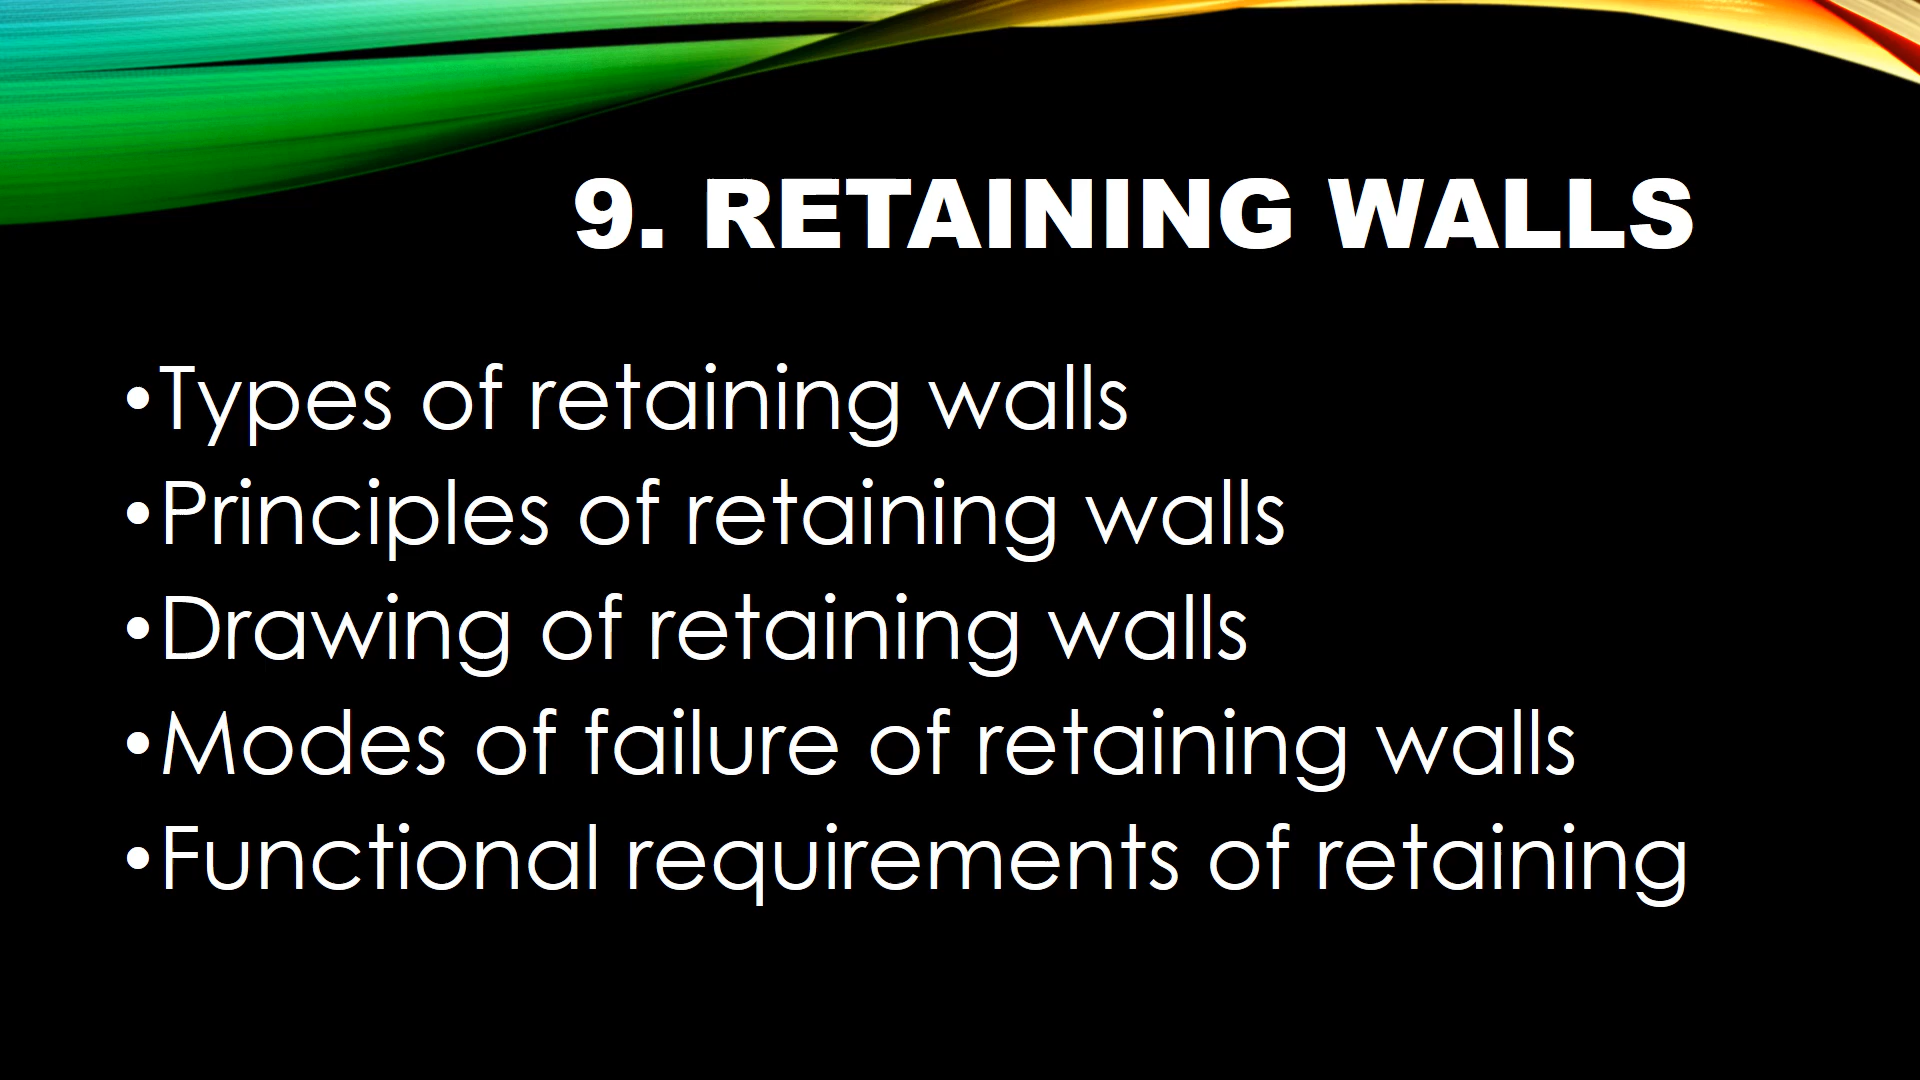 9. RETAINING WALLS
•Types of retaining walls
•Principles of retaining walls
•Drawing of retaining walls
•Modes of failure of retaining walls
•Functional requirements of retaining